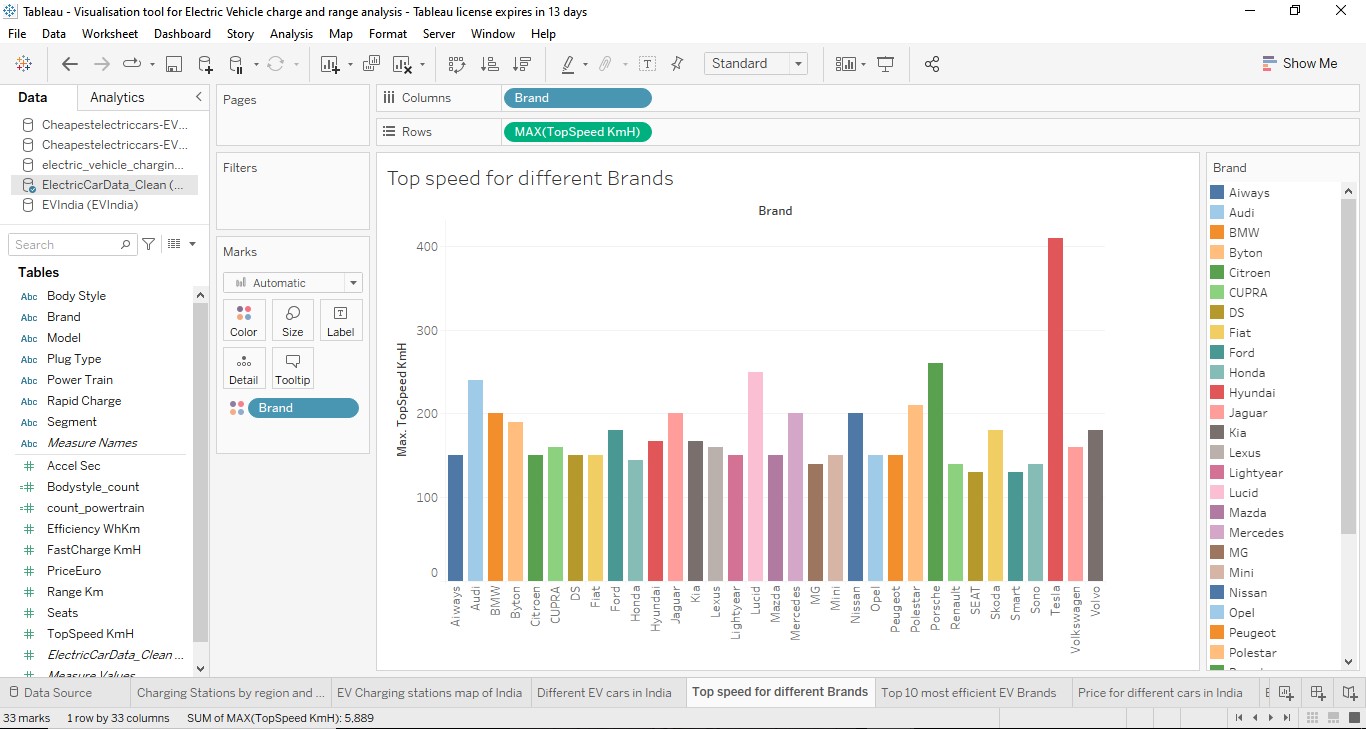 Tableau - Visualisation tool for Electric Vehicle charge and range analysis - Tableau license expires in 13 days
File Data Worksheet Dashboard Story Analysis Map Format Server Window Help
Standard
Show Me
Data Analytics
Cheapestelectriccars-EV...
Cheapestelectriccars-EV...
electric_vehicle_chargin...
ElectricCarData_Clean (...
EVIndia (EVIndia)
Search
Tables
Abc Body Style
Abc Brand
Abc Model
Abc Plug Type
Abc Power Train
Abc Rapid Charge
Abc Segment
Abc Measure Names
# Accel Sec
=# Bodystyle_count
=# count_powertrain
# Efficiency WhKm
# FastCharge KmH
# PriceEuro
# Range Km
# Seats
# TopSpeed KmH
# ElectricCarData_Clean ...
# Measure Values
Pages
Filters
Marks
Automatic
Color Size Label
Detail Tooltip
Brand
Columns Brand
Rows MAX(TopSpeed KmH)
Top speed for different Brands
Brand
Max. TopSpeed KmH
400
300
200
100
0
Aiways
Audi
BMW
Byton
Citroen
CUPRA
DS
Fiat
Ford
Honda
Hyundai
Jaguar
Kia
Lexus
Lightyear
Lucid
Mazda
Mercedes
MG
Mini
Nissan
Opel
Peugeot
Polestar
Porsche
Renault
SEAT
Skoda
Smart
Sono
Tesla
Volkswagen
Volvo
Brand
Aiways
Audi
BMW
Byton
Citroen
CUPRA
DS
Fiat
Ford
Honda
Hyundai
Jaguar
Kia
Lexus
Lightyear
Lucid
Mazda
Mercedes
MG
Mini
Nissan
Opel
Peugeot
Polestar
Data Source Charging Stations by region and ... EV Charging stations map of India Different EV cars in India Top speed for different Brands Top 10 most efficient EV Brands Price for different cars in India
33 marks 1 row by 33 columns SUM of MAX(TopSpeed KmH): 5,889